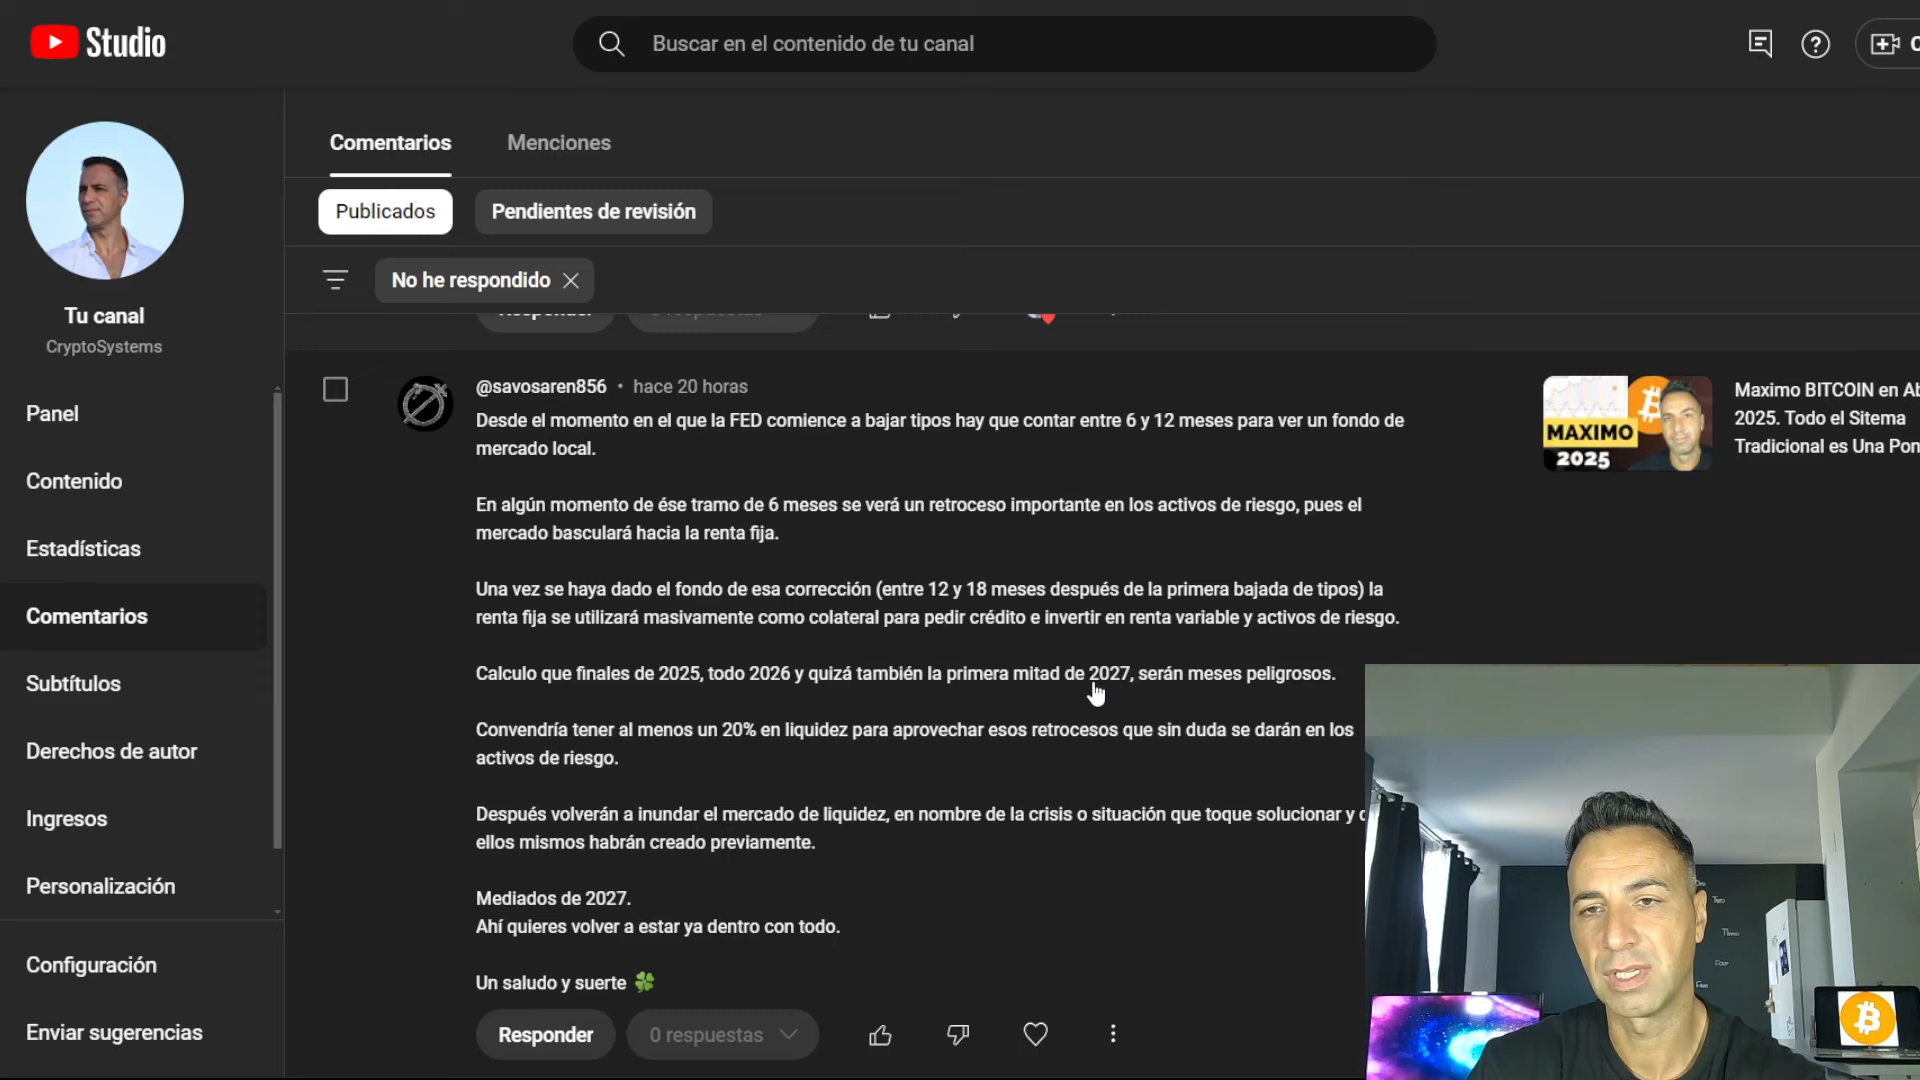 Studio
Buscar en el contenido de tu canal
Comentarios
Menciones
Publicados
Pendientes de revisión
No he respondido
Tu canal
CryptoSystems
Panel
Contenido
Estadísticas
Comentarios
Subtítulos
Derechos de autor
Ingresos
Personalización
Configuración
Enviar sugerencias
@savosaren856 • hace 20 horas
Desde el momento en el que la FED comience a bajar tipos hay que contar entre 6 y 12 meses para ver un fondo de
mercado local.
En algún momento de ése tramo de 6 meses se verá un retroceso importante en los activos de riesgo, pues el
mercado basculará hacia la renta fija.
Una vez se haya dado el fondo de esa corrección (entre 12 y 18 meses después de la primera bajada de tipos) la
renta fija se utilizará masivamente como colateral para pedir crédito e invertir en renta variable y activos de riesgo.
Calculo que finales de 2025, todo 2026 y quizá también la primera mitad de 2027, serán meses peligrosos.
Convendría tener al menos un 20% en liquidez para aprovechar esos retrocesos que sin duda se darán en los
activos de riesgo.
Después volverán a inundar el mercado de liquidez, en nombre de la crisis o situación que toque solucionar y
ellos mismos habrán creado previamente.
Mediados de 2027.
Ahí quieres volver a estar ya dentro con todo.
Un saludo y suerte 🍀
Responder
0 respuestas
MAXIMO
2025
Maximo BITCOIN en Ab
2025. Todo el Sitema
Tradicional es Una Pon
Two
Three
Four